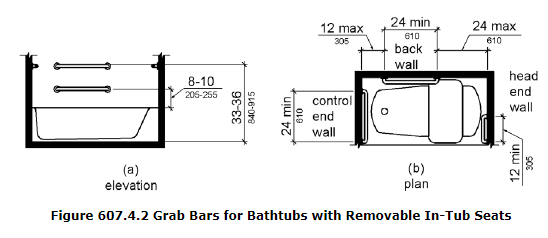 12 max
305
24 min
610
24 max
610
back
wall
head
end
wall
control
end
wall
24 min
610
12 min
305
8-10
205-255
33-36
840-915
(a)
elevation
(b)
plan
Figure 607.4.2 Grab Bars for Bathtubs with Removable In-Tub Seats